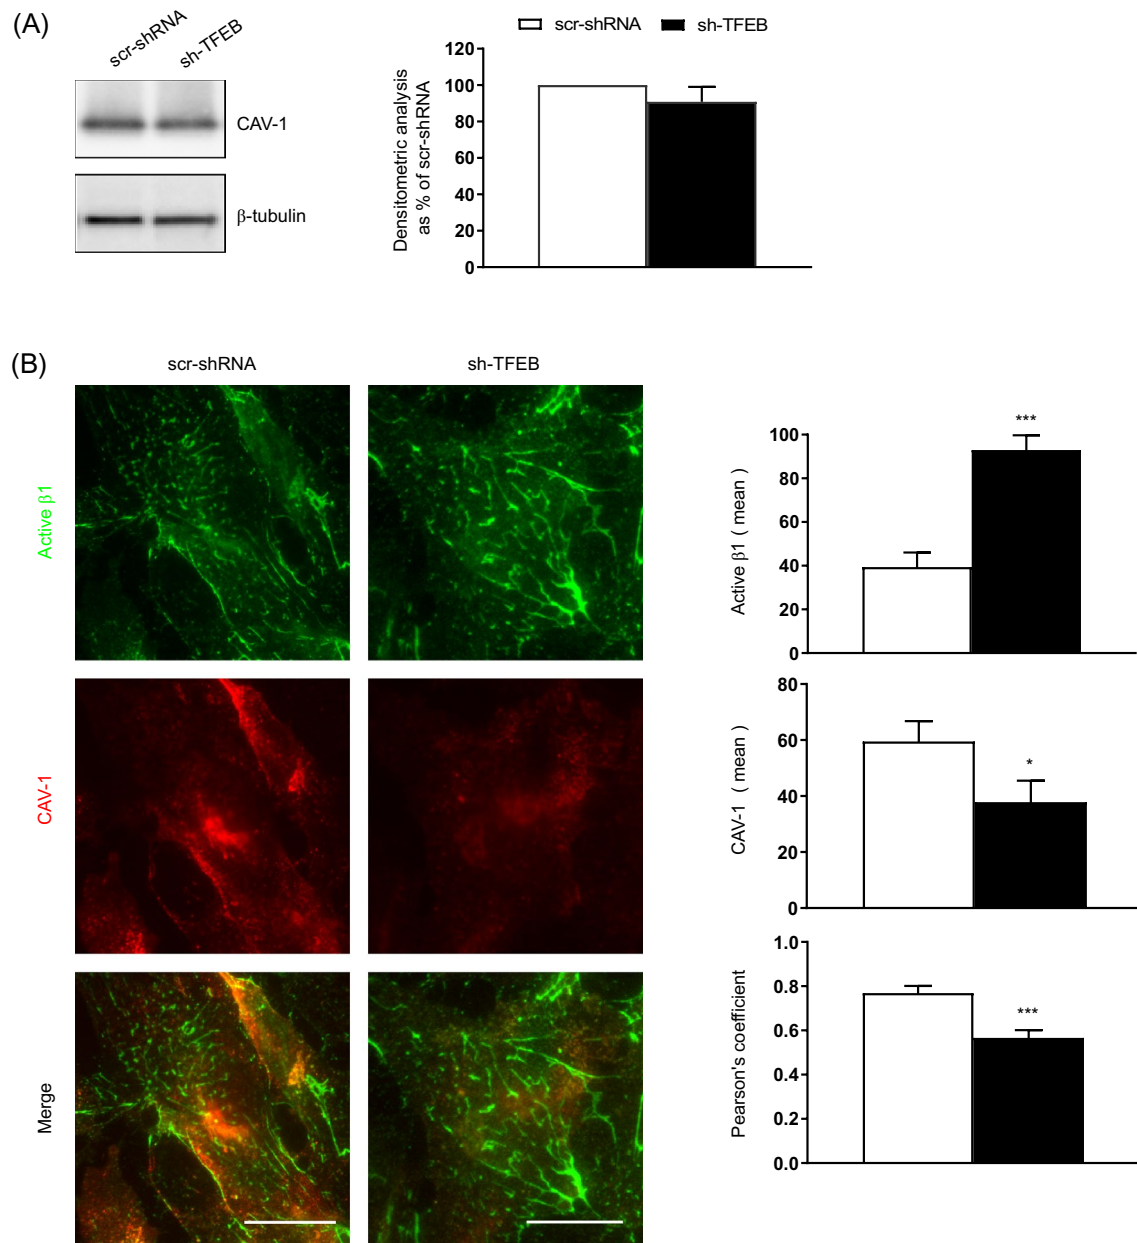 (A)
scr-shRNA
sh-TFEB
CAV-1
β-tubulin
scr-shRNA
sh-TFEB
Densitometric analysis
as % of scr-shRNA
120
100
80
60
40
20
0
(B)
scr-shRNA
sh-TFEB
Active β1
CAV-1
Merge
Active β1 ( mean )
100
80
60
40
20
0
***
CAV-1 ( mean )
80
60
40
20
0
*
Pearson's coefficient
1.0
0.8
0.6
0.4
0.2
0.0
***